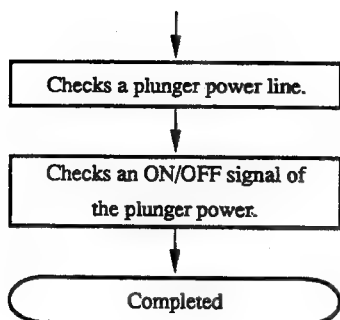 Checks a plunger power line.
Checks an ON/OFF signal of
the plunger power.
Completed